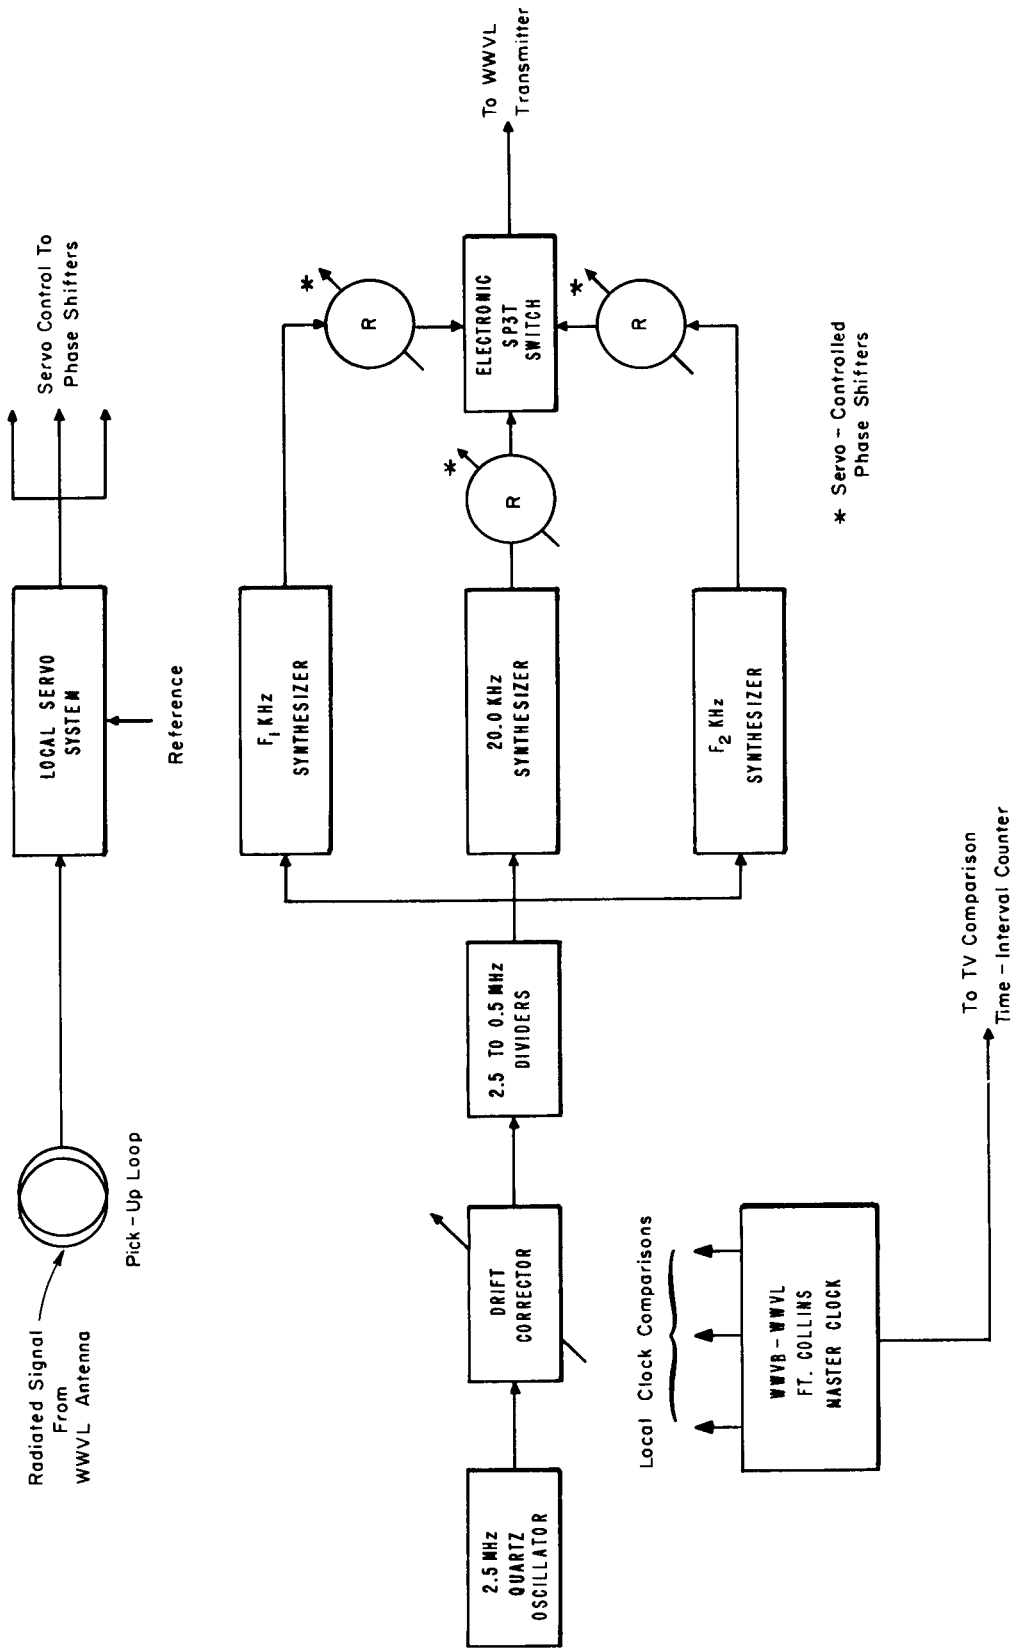 Radiated Signal
From
WWVL Antenna
Pick-Up Loop
LOCAL SERVO
SYSTEM
Reference
Servo Control To
Phase Shifters
2.5 MHz
QUARTZ
OSCILLATOR
DRIFT
CORRECTOR
2.5 TO 0.5 MHz
DIVIDERS
F1 KHz
SYNTHESIZER
20.0 KHz
SYNTHESIZER
F2 KHz
SYNTHESIZER
*
R
*
R
*
R
ELECTRONIC
SP3T
SWITCH
To WWVL
Transmitter
Local Clock Comparisons
WWVB-WWVL
FT. COLLINS
MASTER CLOCK
To TV Comparison
Time-Interval Counter
* Servo-Controlled
Phase Shifters